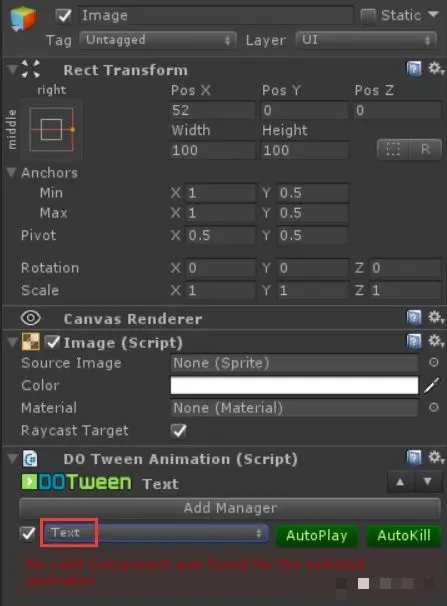 Image Static
Tag Untagged Layer UI
Rect Transform
right Pos X Pos Y Pos Z
middle 52 0 0
Width Height
100 100 R
Anchors
Min X 1 Y 0.5
Max X 1 Y 0.5
Pivot X 0.5 Y 0.5
Rotation X 0 Y 0 Z 0
Scale X 1 Y 1 Z 1
Canvas Renderer
Image (Script)
Source Image None (Sprite)
Color
Material None (Material)
Raycast Target
DO Tween Animation (Script)
DOTween Text
Add Manager
Text AutoPlay AutoKill
No valid Component was found for the selected
animation